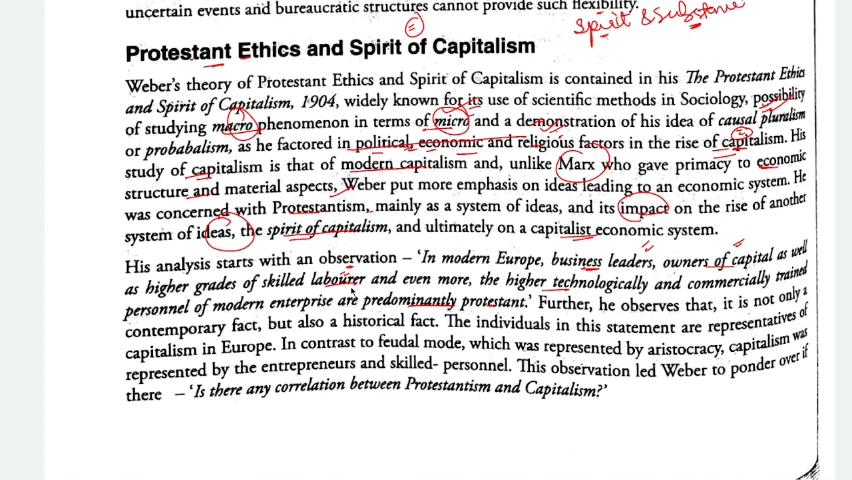 uncertain events and bureaucratic structures cannot provide such flexibility.
Spirit & substance
Protestant Ethics and Spirit of Capitalism
Weber's theory of Protestant Ethics and Spirit of Capitalism is contained in his The Protestant Ethics
and Spirit of Capitalism, 1904, widely known for its use of scientific methods in Sociology, possibility
of studying macro phenomenon in terms of micro and a demonstration of his idea of causal pluralism
or probabalism, as he factored in political, economic and religious factors in the rise of capitalism. His
study of capitalism is that of modern capitalism and, unlike Marx who gave primacy to economic
structure and material aspects, Weber put more emphasis on ideas leading to an economic system. He
was concerned with Protestantism, mainly as a system of ideas, and its impact on the rise of another
system of ideas, the spirit of capitalism, and ultimately on a capitalist economic system.
His analysis starts with an observation – 'In modern Europe, business leaders, owners of capital as well
as higher grades of skilled labourer and even more, the higher technologically and commercially trained
personnel of modern enterprise are predominantly protestant.' Further, he observes that, it is not only a
contemporary fact, but also a historical fact. The individuals in this statement are representatives of
capitalism in Europe. In contrast to feudal mode, which was represented by aristocracy, capitalism was
represented by the entrepreneurs and skilled- personnel. This observation led Weber to ponder over if
there – 'Is there any correlation between Protestantism and Capitalism?'